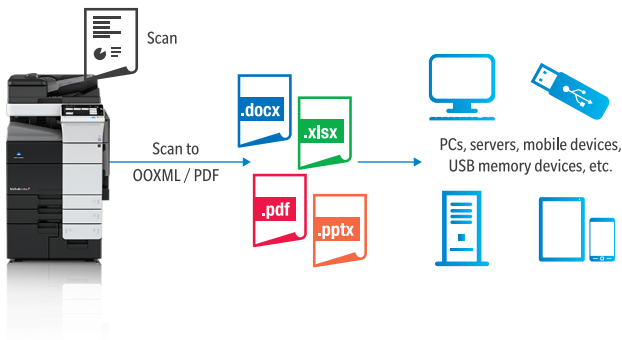 Scan
Scan to
OOXML / PDF
.docx
.xlsx
.pdf
.pptx
PCs, servers, mobile devices,
USB memory devices, etc.